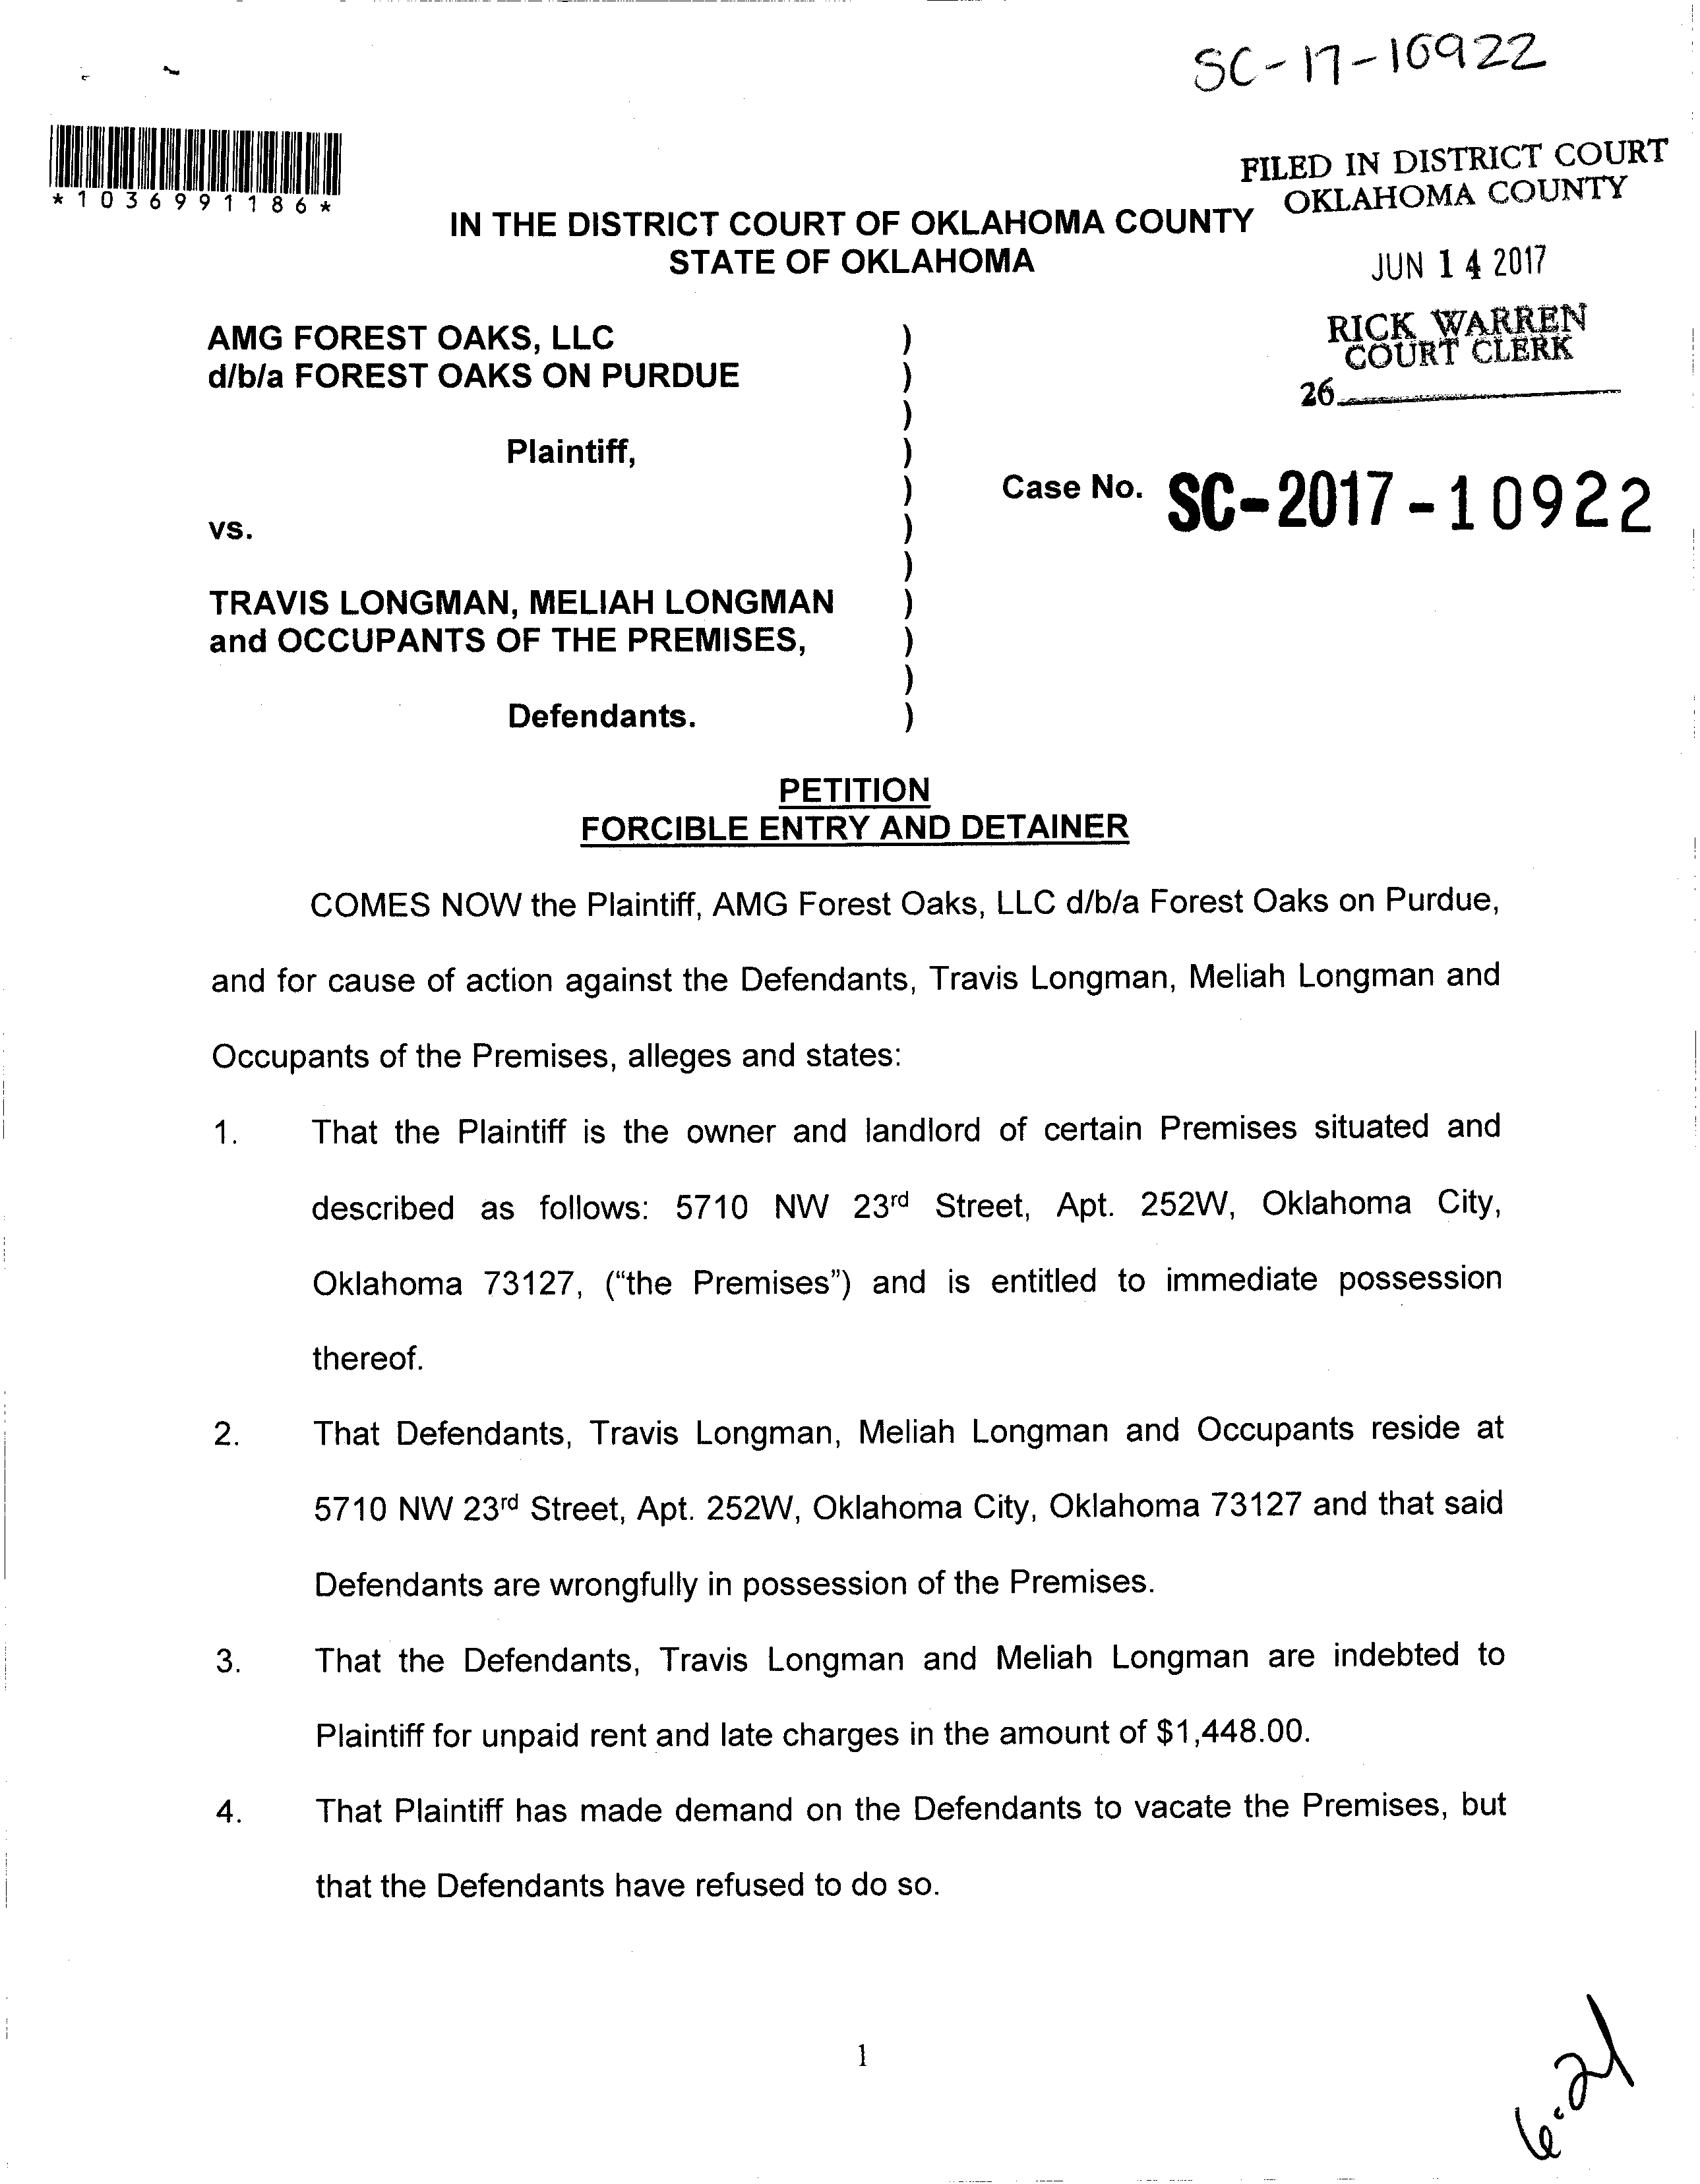 SC-17-10922
*1036991186*
FILED IN DISTRICT COURT
OKLAHOMA COUNTY
IN THE DISTRICT COURT OF OKLAHOMA COUNTY
STATE OF OKLAHOMA
JUN 14 2017
RICK WARREN
COURT CLERK
26
AMG FOREST OAKS, LLC )
d/b/a FOREST OAKS ON PURDUE )
)
Plaintiff, )
) Case No. SC-2017-10922
vs. )
)
TRAVIS LONGMAN, MELIAH LONGMAN )
and OCCUPANTS OF THE PREMISES, )
)
Defendants. )
PETITION
FORCIBLE ENTRY AND DETAINER
COMES NOW the Plaintiff, AMG Forest Oaks, LLC d/b/a Forest Oaks on Purdue,
and for cause of action against the Defendants, Travis Longman, Meliah Longman and
Occupants of the Premises, alleges and states:
1. That the Plaintiff is the owner and landlord of certain Premises situated and
described as follows: 5710 NW 23rd Street, Apt. 252W, Oklahoma City,
Oklahoma 73127, (“the Premises”) and is entitled to immediate possession
thereof.
2. That Defendants, Travis Longman, Meliah Longman and Occupants reside at
5710 NW 23rd Street, Apt. 252W, Oklahoma City, Oklahoma 73127 and that said
Defendants are wrongfully in possession of the Premises.
3. That the Defendants, Travis Longman and Meliah Longman are indebted to
Plaintiff for unpaid rent and late charges in the amount of $1,448.00.
4. That Plaintiff has made demand on the Defendants to vacate the Premises, but
that the Defendants have refused to do so.
1
6-21